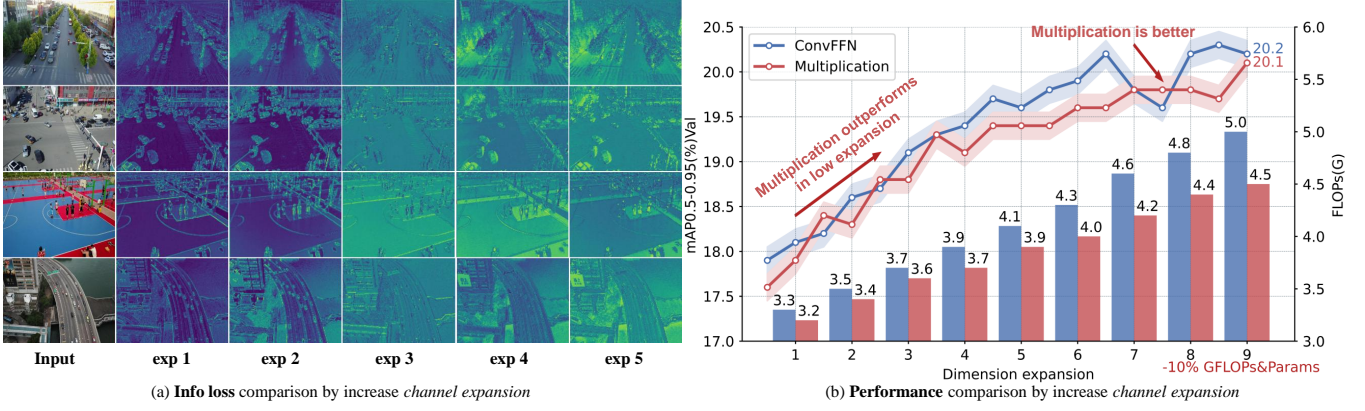 Input
exp 1
exp 2
exp 3
exp 4
exp 5
(a) Info loss comparison by increase channel expansion
mAP0.5-0.95(%)Val
20.5
20.0
19.5
19.0
18.5
18.0
17.5
17.0
ConvFFN
Multiplication
Multiplication is better
Multiplication outperforms
in low expansion
20.2
20.1
3.3
3.2
3.5
3.4
3.7
3.6
3.9
3.7
4.1
3.9
4.3
4.0
4.6
4.2
4.8
4.4
5.0
4.5
6.0
5.5
5.0
4.5
4.0
3.5
3.0
FLOPs(G)
1
2
3
4
5
6
7
8
9
Dimension expansion
-10% GFLOPs&Params
(b) Performance comparison by increase channel expansion